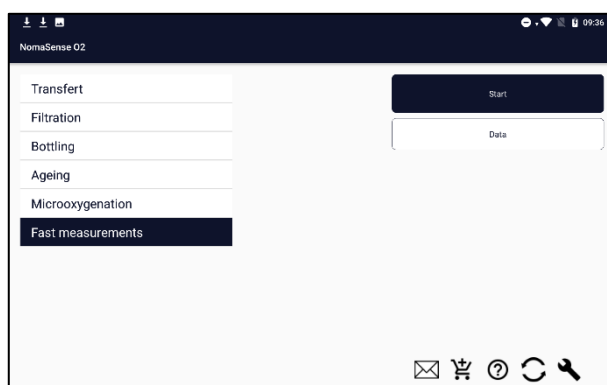 09:36
NomaSense O2
Transfert
Filtration
Bottling
Ageing
Microoxygenation
Fast measurements
Start
Data